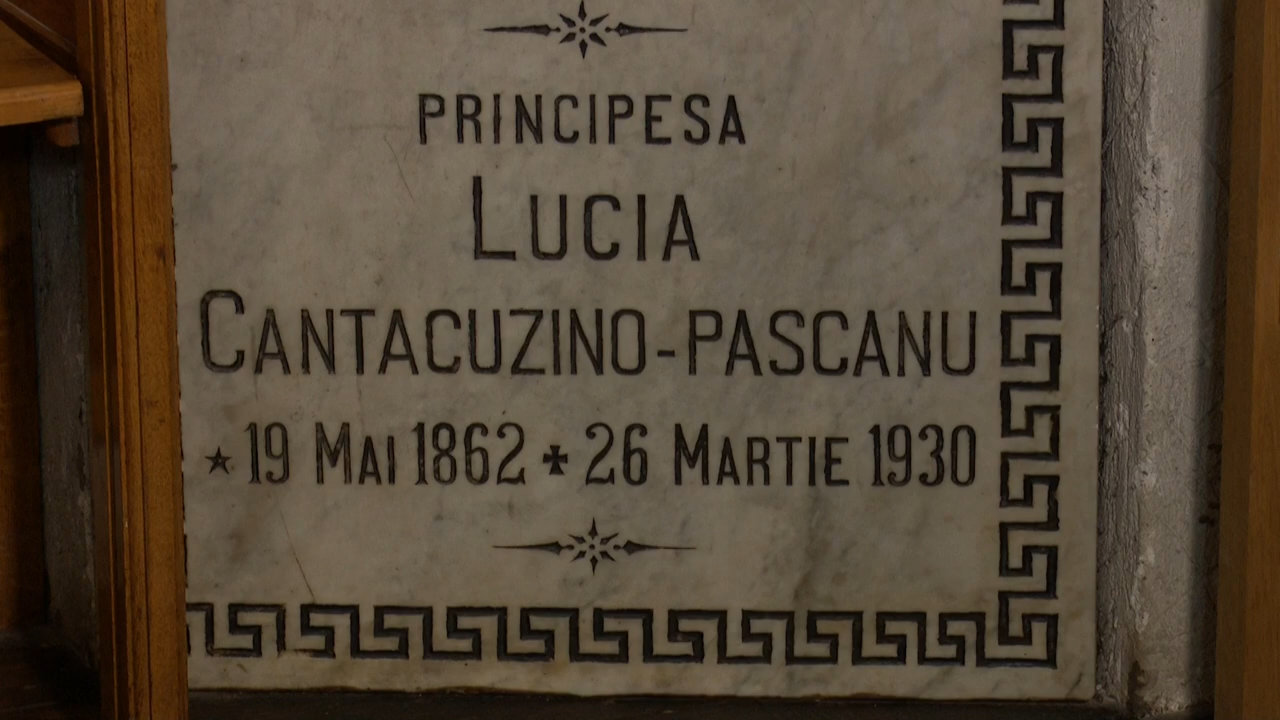 PRINCIPESA
LUCIA
CANTACUZINO-PASCANU
★ 19 MAI 1862 ✠ 26 MARTIE 1930